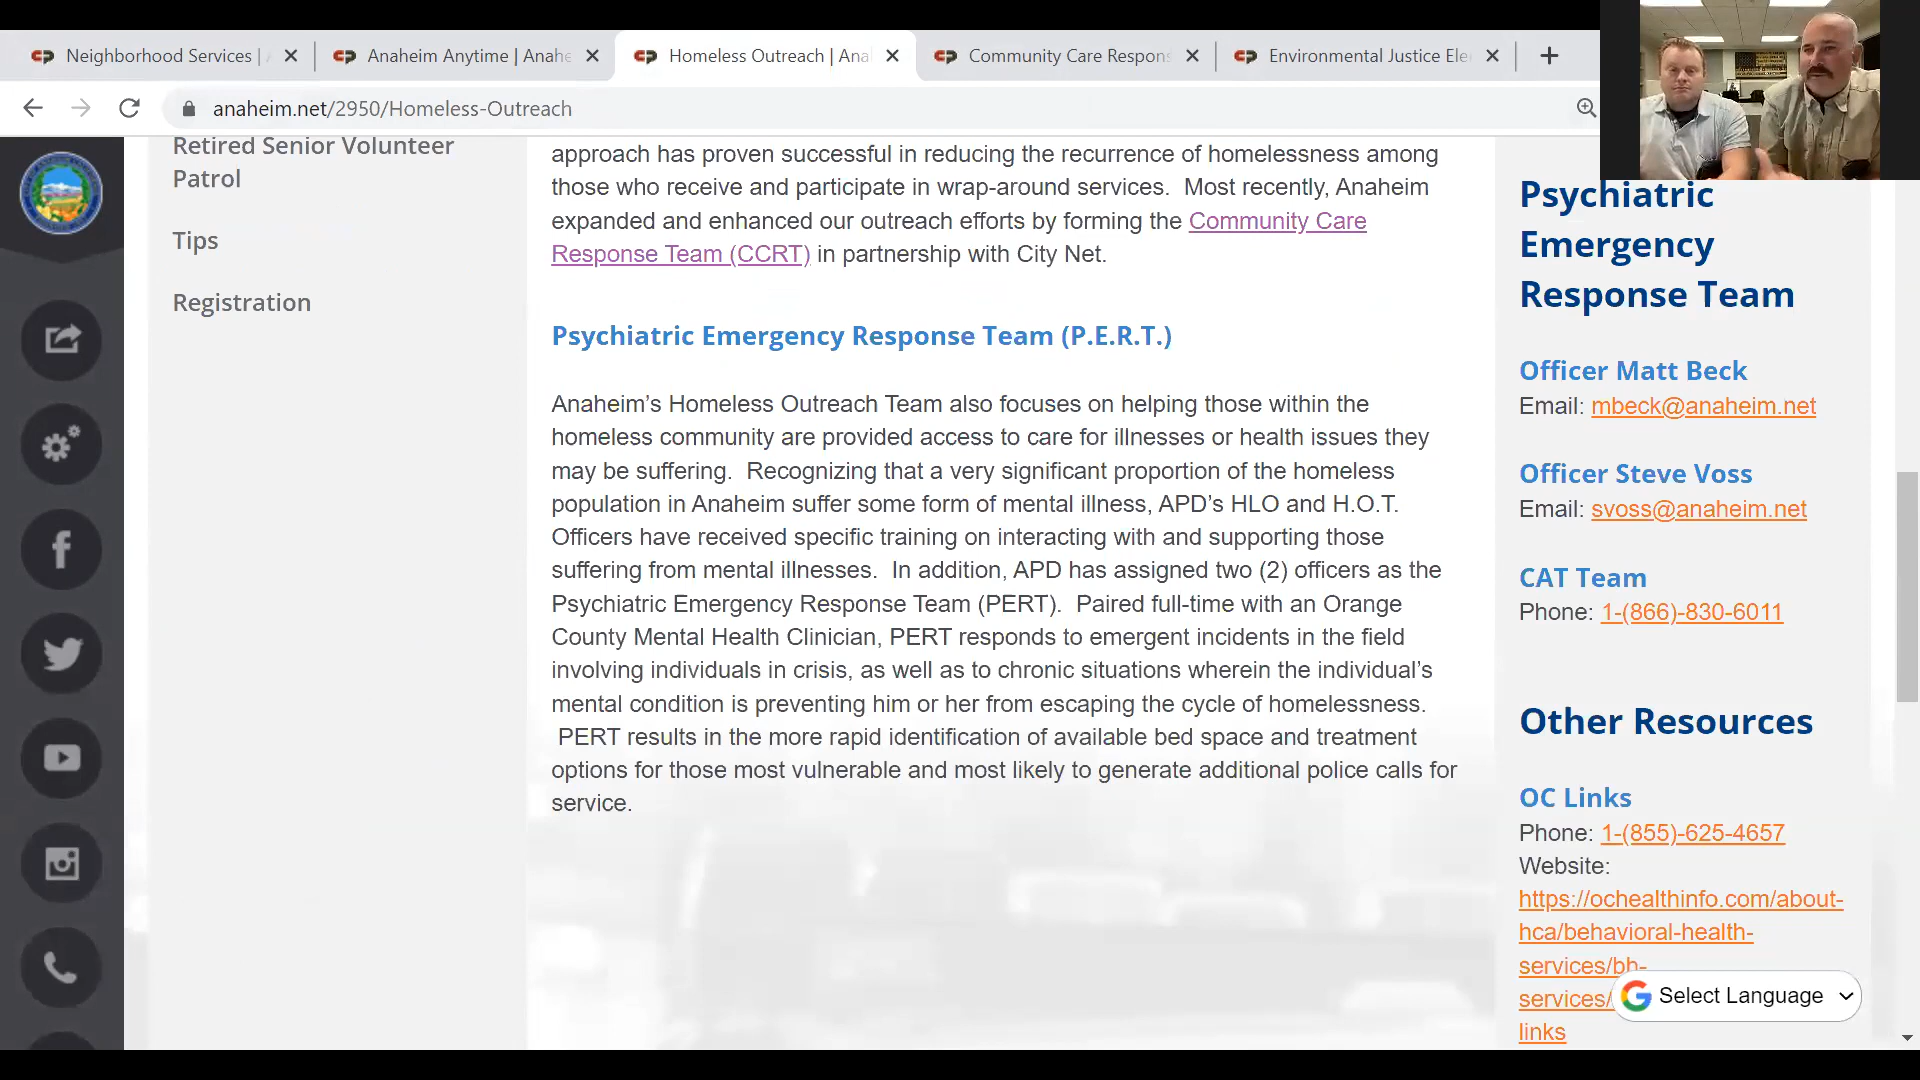 Neighborhood Services |
Anaheim Anytime | Anahe
Homeless Outreach | Ana
Community Care Respons
Environmental Justice Ele
anaheim.net/2950/Homeless-Outreach
Retired Senior Volunteer
Patrol
Tips
Registration
approach has proven successful in reducing the recurrence of homelessness among
those who receive and participate in wrap-around services.  Most recently, Anaheim
expanded and enhanced our outreach efforts by forming the Community Care
Response Team (CCRT) in partnership with City Net.
Psychiatric Emergency Response Team (P.E.R.T.)
Anaheim’s Homeless Outreach Team also focuses on helping those within the
homeless community are provided access to care for illnesses or health issues they
may be suffering.  Recognizing that a very significant proportion of the homeless
population in Anaheim suffer some form of mental illness, APD’s HLO and H.O.T.
Officers have received specific training on interacting with and supporting those
suffering from mental illnesses.  In addition, APD has assigned two (2) officers as the
Psychiatric Emergency Response Team (PERT).  Paired full-time with an Orange
County Mental Health Clinician, PERT responds to emergent incidents in the field
involving individuals in crisis, as well as to chronic situations wherein the individual’s
mental condition is preventing him or her from escaping the cycle of homelessness.
PERT results in the more rapid identification of available bed space and treatment
options for those most vulnerable and most likely to generate additional police calls for
service.
Psychiatric
Emergency
Response Team
Officer Matt Beck
Email: mbeck@anaheim.net
Officer Steve Voss
Email: svoss@anaheim.net
CAT Team
Phone: 1-(866)-830-6011
Other Resources
OC Links
Phone: 1-(855)-625-4657
Website:
https://ochealthinfo.com/about-
hca/behavioral-health-
services/bh-
services/
links
Select Language